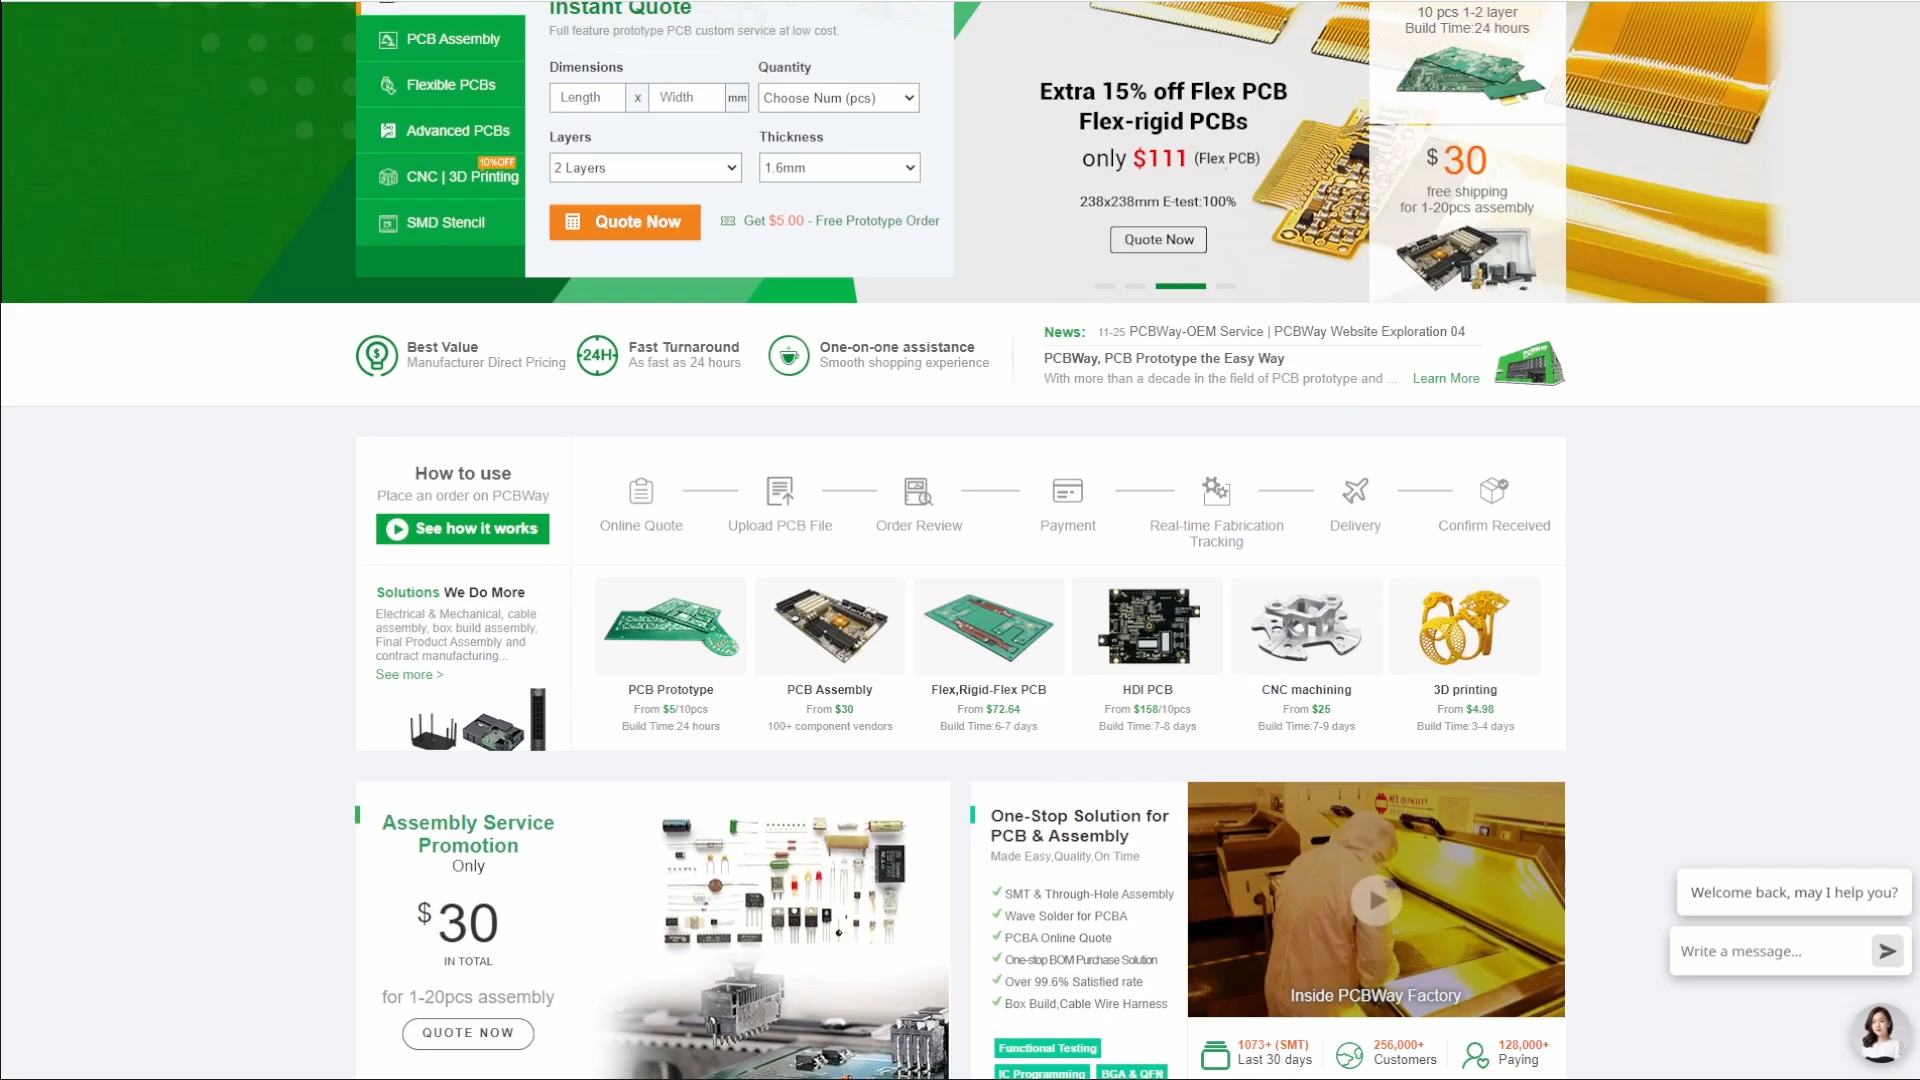 Instant Quote
Full feature prototype PCB custom service at low cost.
PCB Assembly
Flexible PCBs
Advanced PCBs
10%OFF
CNC | 3D Printing
SMD Stencil
Dimensions
Quantity
Length x Width mm
Choose Num (pcs)
Layers
Thickness
2 Layers
1.6mm
Quote Now
Get $5.00 - Free Prototype Order
Extra 15% off Flex PCB
Flex-rigid PCBs
only $111 (Flex PCB)
238x238mm E-test:100%
Quote Now
10 pcs 1-2 layer
Build Time:24 hours
$ 30
free shipping
for 1-20pcs assembly
Best Value
Manufacturer Direct Pricing
24H
Fast Turnaround
As fast as 24 hours
One-on-one assistance
Smooth shopping experience
News: 11-25 PCBWay-OEM Service | PCBWay Website Exploration 04
PCBWay, PCB Prototype the Easy Way
With more than a decade in the field of PCB prototype and ... Learn More
How to use
Place an order on PCBWay
See how it works
Online Quote
Upload PCB File
Order Review
Payment
Real-time Fabrication
Tracking
Delivery
Confirm Received
Solutions We Do More
Electrical & Mechanical, cable
assembly, box build assembly,
Final Product Assembly and
contract manufacturing...
See more >
PCB Prototype
From $5/10pcs
Build Time:24 hours
PCB Assembly
From $30
100+ component vendors
Flex,Rigid-Flex PCB
From $72.64
Build Time:6-7 days
HDI PCB
From $158/10pcs
Build Time:7-8 days
CNC machining
From $25
Build Time:7-9 days
3D printing
From $4.98
Build Time:3-4 days
Assembly Service
Promotion
Only
$ 30
IN TOTAL
for 1-20pcs assembly
QUOTE NOW
One-Stop Solution for
PCB & Assembly
Made Easy,Quality,On Time
SMT & Through-Hole Assembly
Wave Solder for PCBA
PCBA Online Quote
One-stop BOM Purchase Solution
Over 99.6% Satisfied rate
Box Build,Cable Wire Harness
Functional Testing
IC Programming
BGA & QFN
Inside PCBWay Factory
1073+ (SMT)
Last 30 days
256,000+
Customers
128,000+
Paying
Welcome back, may I help you?
Write a message...